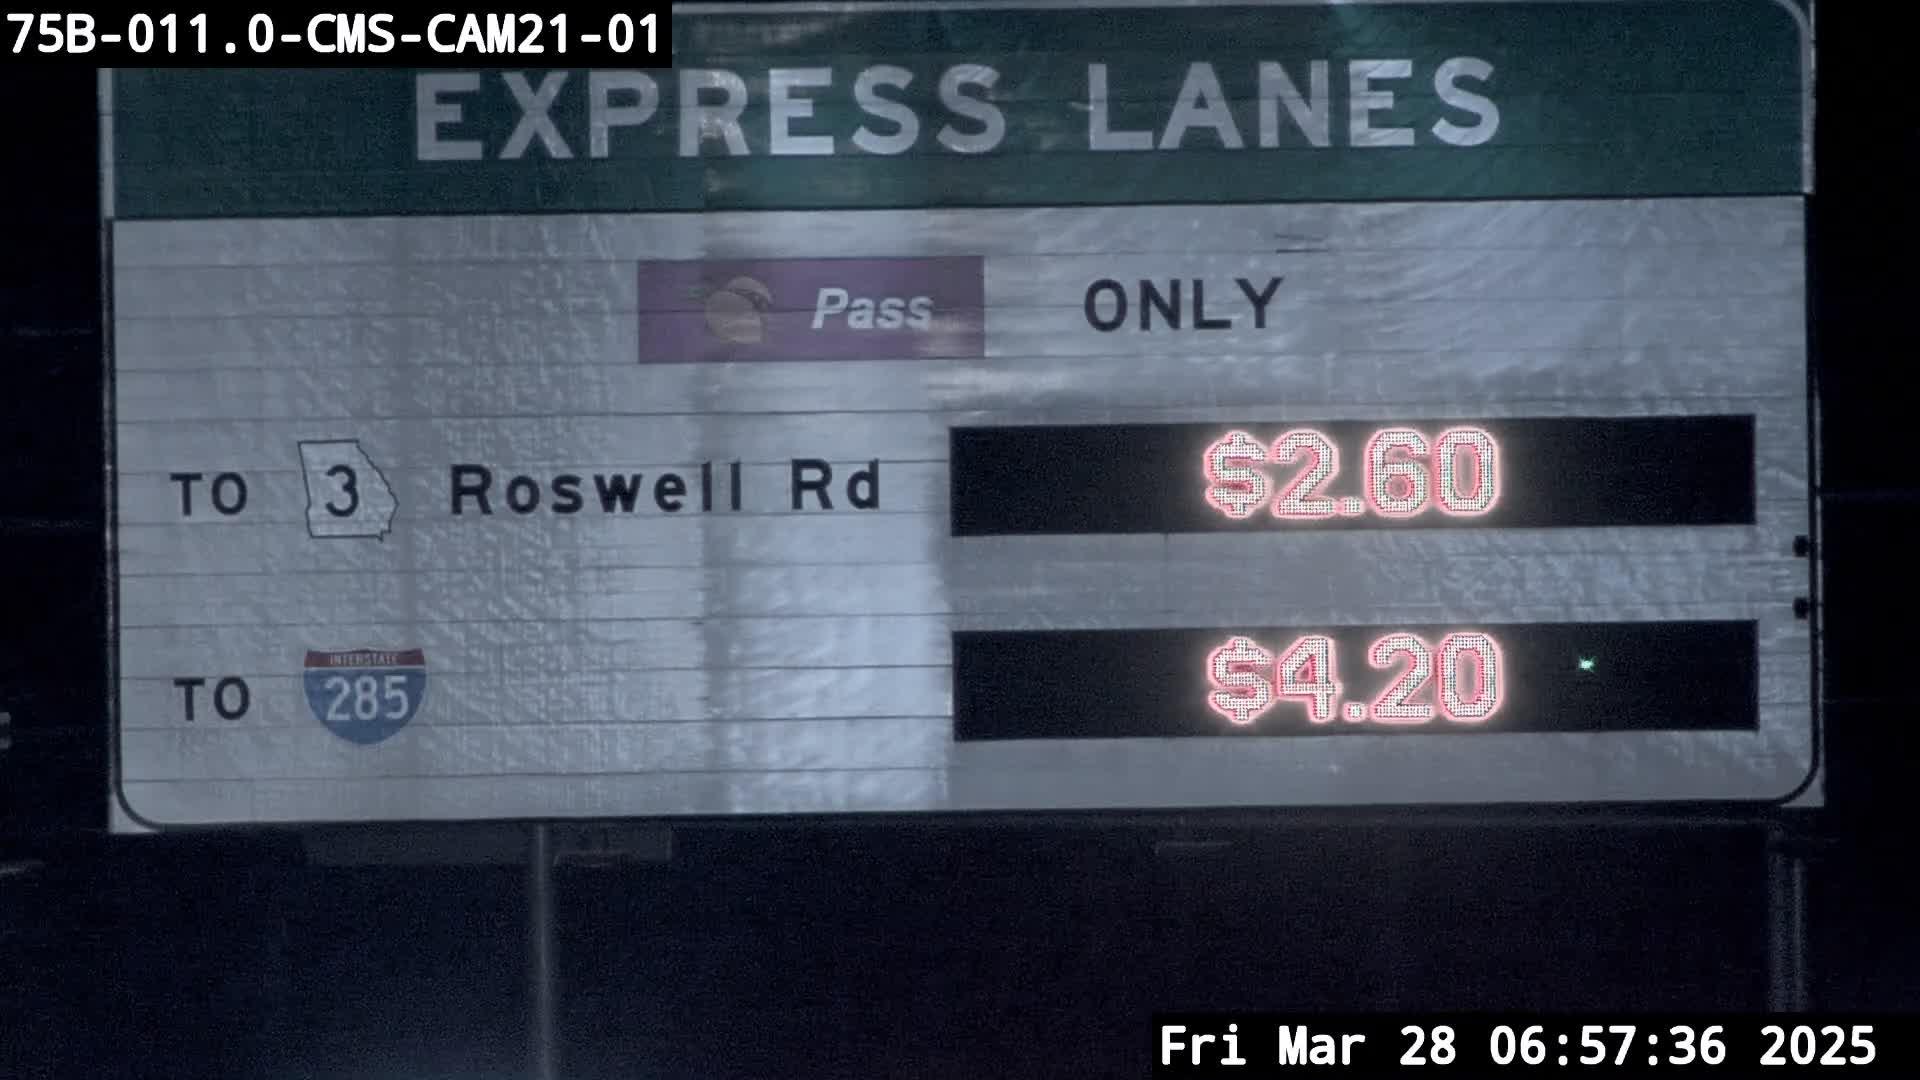 75B-011.0-CMS-CAM21-01
EXPRESS LANES
Pass ONLY
TO 3 Roswell Rd $2.60
TO INTERSTATE 285 $4.20
Fri Mar 28 06:57:36 2025